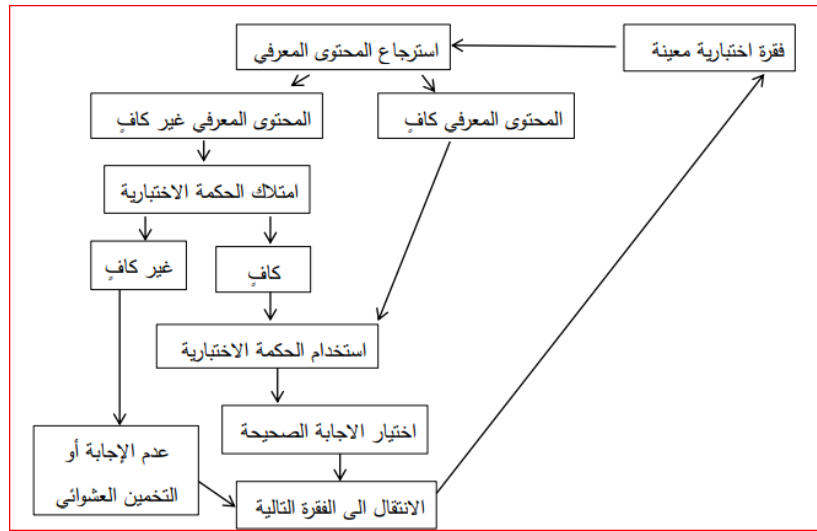 فقرة اختبارية معينة
استرجاع المحتوى المعرفي
المحتوى المعرفي كافٍ
المحتوى المعرفي غير كافٍ
امتلاك الحكمة الاختبارية
كافٍ
غير كافٍ
استخدام الحكمة الاختبارية
اختيار الاجابة الصحيحة
عدم الإجابة أو
التخمين العشوائي
الانتقال الى الفقرة التالية